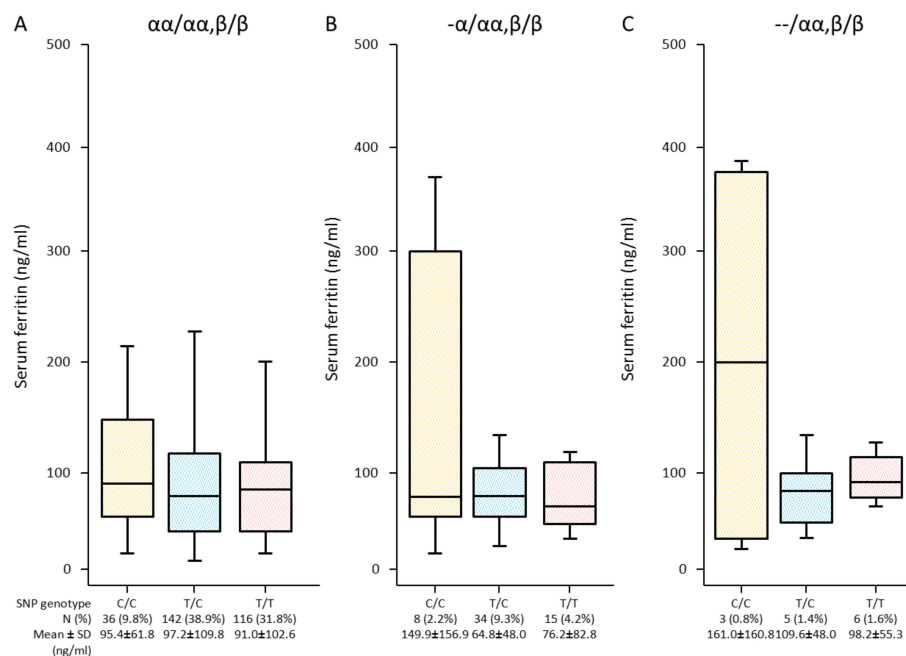 A αα/αα,β/β B -α/αα,β/β C --/αα,β/β
500 500 500
400 400 400
300 300 300
200 200 200
100 100 100
0 0 0
Serum ferritin (ng/ml) Serum ferritin (ng/ml) Serum ferritin (ng/ml)
SNP genotype C/C T/C T/T C/C T/C T/T C/C T/C T/T
N (%) 36 (9.8%) 142 (38.9%) 116 (31.8%) 8 (2.2%) 34 (9.3%) 15 (4.2%) 3 (0.8%) 5 (1.4%) 6 (1.6%)
Mean ± SD 95.4±61.8 97.2±109.8 91.0±102.6 149.9±156.9 64.8±48.0 76.2±82.8 161.0±160.8 109.6±48.0 98.2±55.3
(ng/ml)